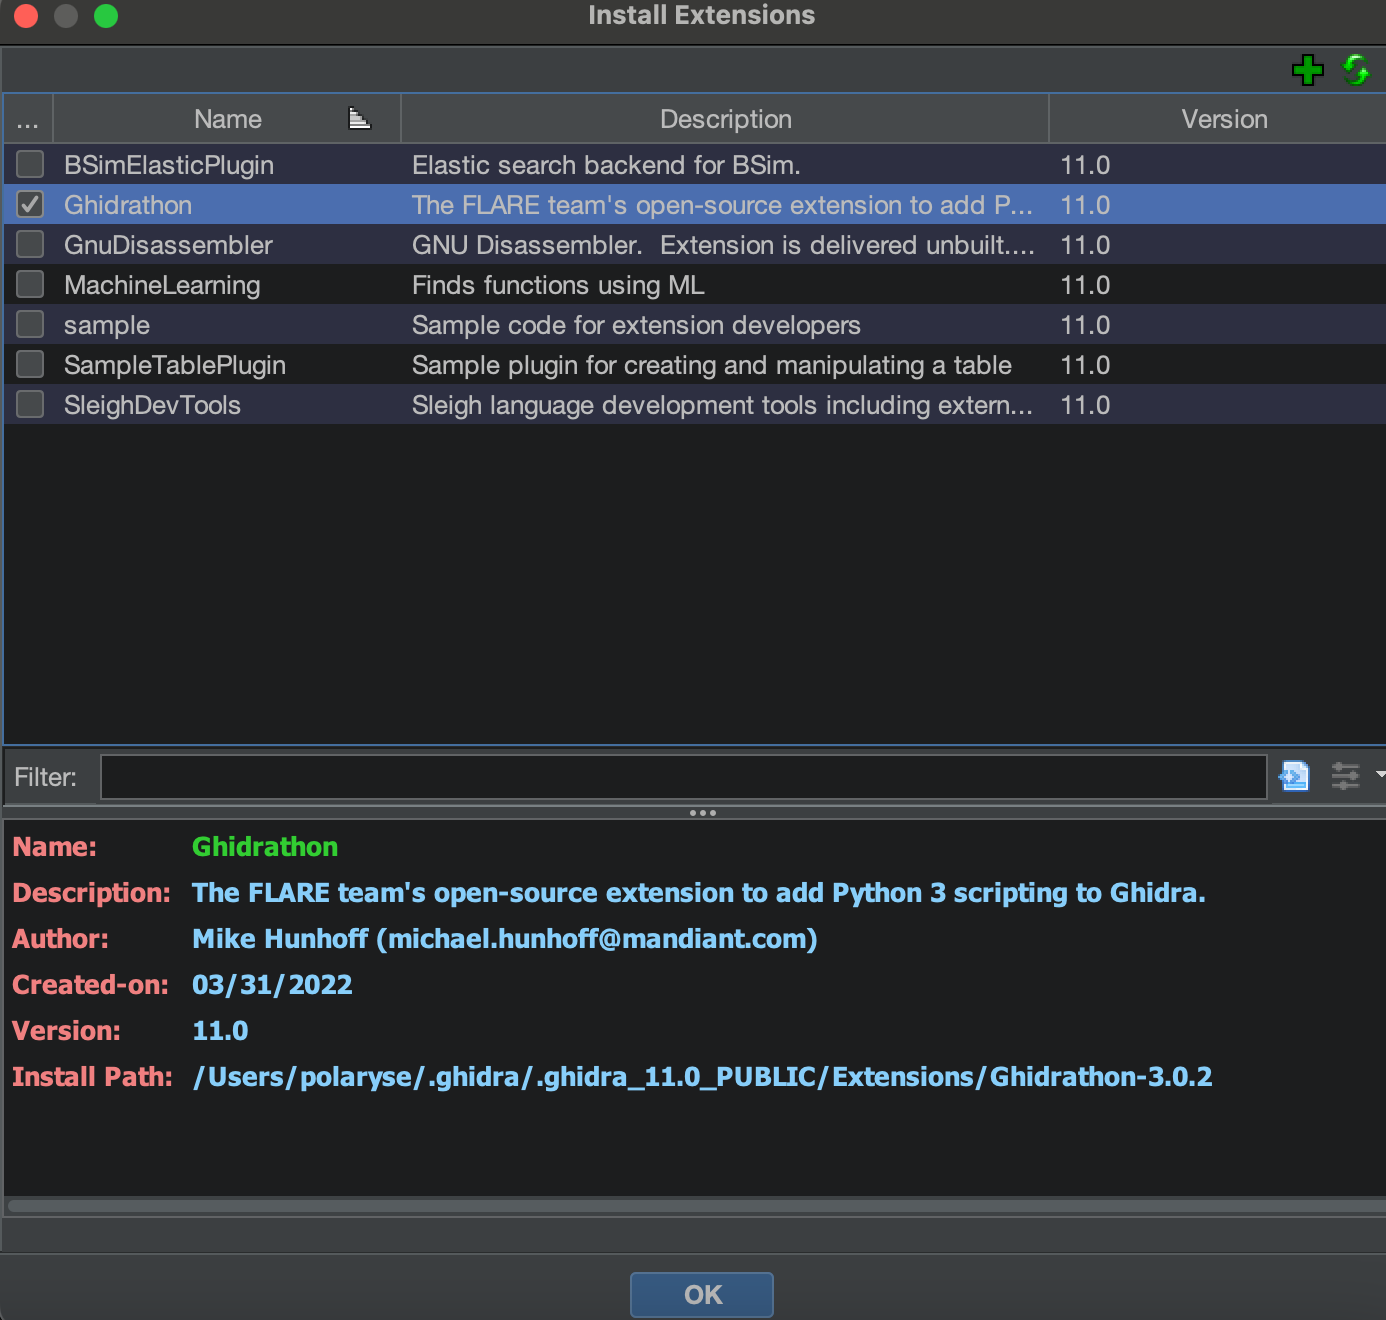 Install Extensions
... Name Description Version
BSimElasticPlugin Elastic search backend for BSim. 11.0
Ghidrathon The FLARE team's open-source extension to add P... 11.0
GnuDisassembler GNU Disassembler.  Extension is delivered unbuilt.... 11.0
MachineLearning Finds functions using ML 11.0
sample Sample code for extension developers 11.0
SampleTablePlugin Sample plugin for creating and manipulating a table 11.0
SleighDevTools Sleigh language development tools including extern... 11.0
Filter:
Name: Ghidrathon
Description: The FLARE team's open-source extension to add Python 3 scripting to Ghidra.
Author: Mike Hunhoff (michael.hunhoff@mandiant.com)
Created-on: 03/31/2022
Version: 11.0
Install Path: /Users/polaryse/.ghidra/.ghidra_11.0_PUBLIC/Extensions/Ghidrathon-3.0.2
OK